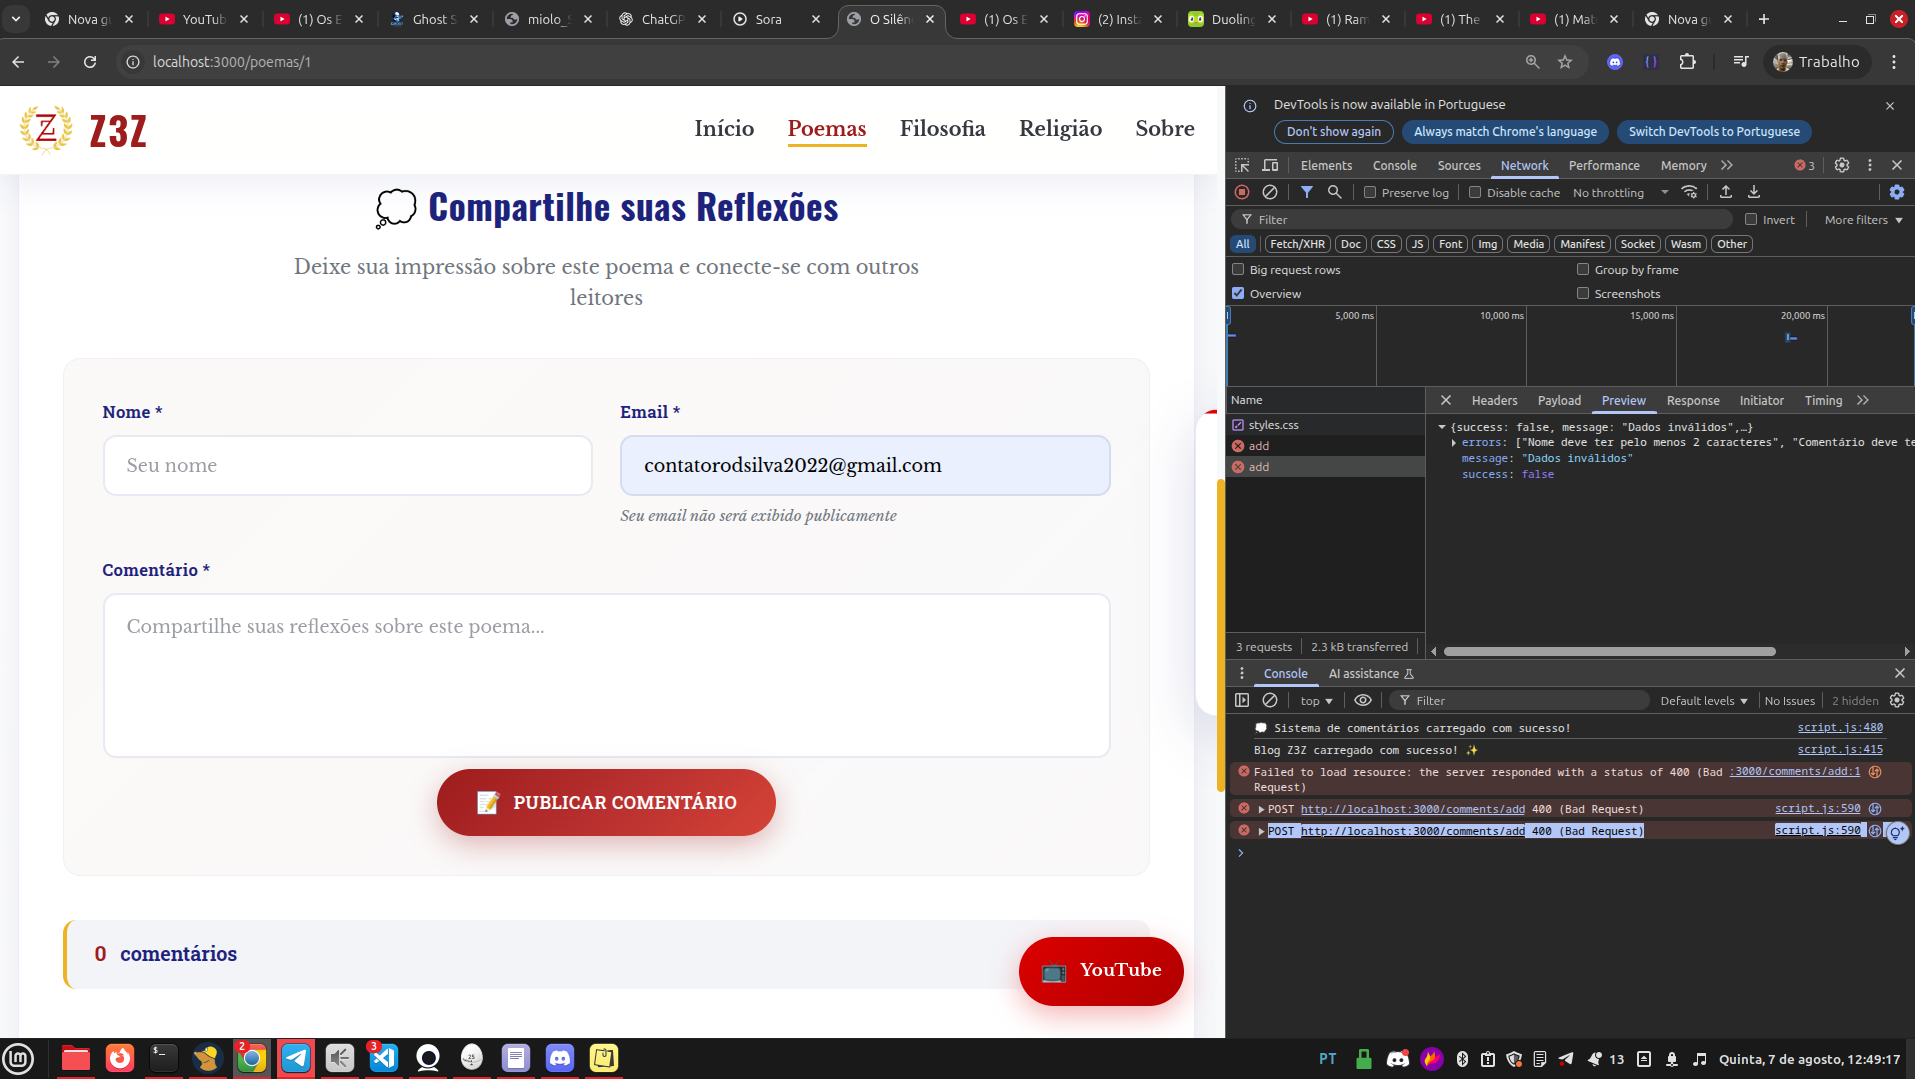 Nova gu
YouTub
(1) Os E
Ghost S
miolo_S
ChatGP
Sora
O Silên
(1) Os E
(2) Inst
Duoling
(1) Ram
(1) The
(1) Mat
Nova gu
localhost:3000/poemas/1
Trabalho
Z
Z3Z
Início
Poemas
Filosofia
Religião
Sobre
Compartilhe suas Reflexões
Deixe sua impressão sobre este poema e conecte-se com outros
leitores
Nome *
Email *
Seu nome
contatorodsilva2022@gmail.com
Seu email não será exibido publicamente
Comentário *
Compartilhe suas reflexões sobre este poema...
PUBLICAR COMENTÁRIO
0 comentários
YouTube
DevTools is now available in Portuguese
Don't show again
Always match Chrome's language
Switch DevTools to Portuguese
Elements
Console
Sources
Network
Performance
Memory
3
Preserve log
Disable cache
No throttling
Filter
Invert
More filters
All
Fetch/XHR
Doc
CSS
JS
Font
Img
Media
Manifest
Socket
Wasm
Other
Big request rows
Group by frame
Overview
Screenshots
5,000 ms
10,000 ms
15,000 ms
20,000 ms
Name
Headers
Payload
Preview
Response
Initiator
Timing
styles.css
add
add
{success: false, message: "Dados inválidos",…}
errors: ["Nome deve ter pelo menos 2 caracteres", "Comentário deve te
message: "Dados inválidos"
success: false
3 requests
2.3 kB transferred
Console
AI assistance
top
Filter
Default levels
No Issues
2 hidden
Sistema de comentários carregado com sucesso!
script.js:480
Blog Z3Z carregado com sucesso!
script.js:415
Failed to load resource: the server responded with a status of 400 (Bad :3000/comments/add:1
Request)
POST http://localhost:3000/comments/add 400 (Bad Request)
script.js:590
POST http://localhost:3000/comments/add 400 (Bad Request)
script.js:590
2
3
25
PT
13
Quinta, 7 de agosto, 12:49:17